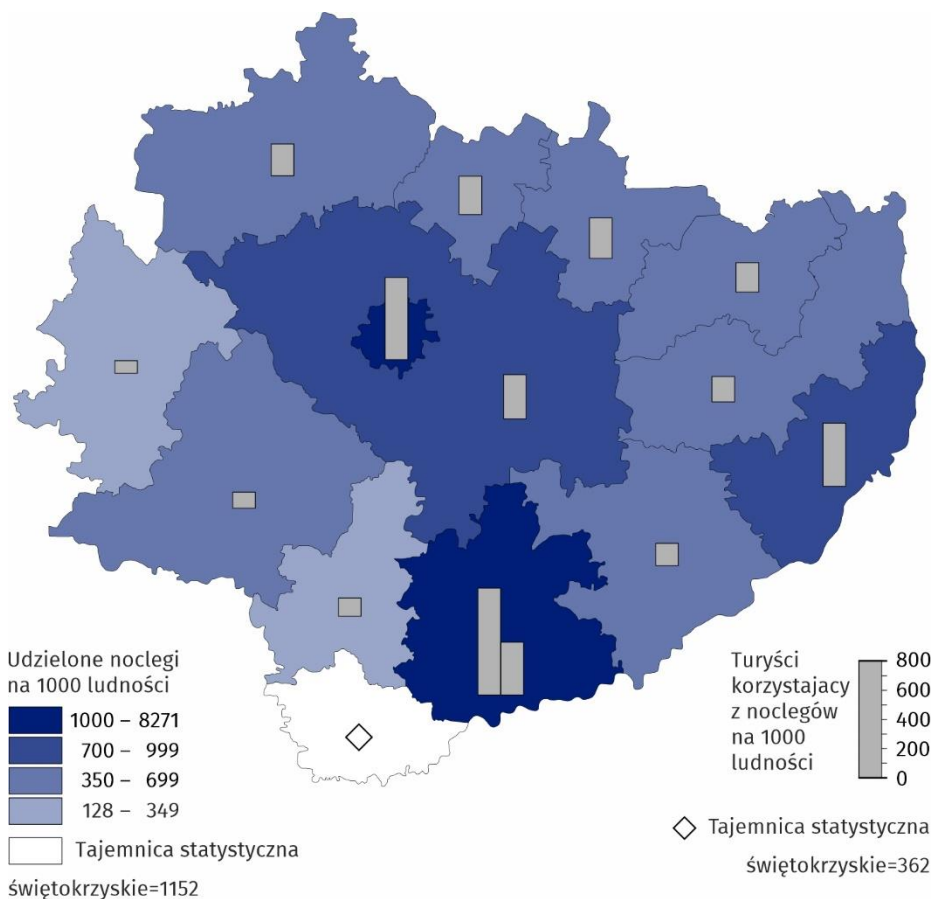 Udzielone noclegi
na 1000 ludności
1000 – 8271
700 – 999
350 – 699
128 – 349
Tajemnica statystyczna
świętokrzyskie=1152
Turyści
korzystajacy
z noclegów
na 1000
ludności
800
600
400
200
0
Tajemnica statystyczna
świętokrzyskie=362